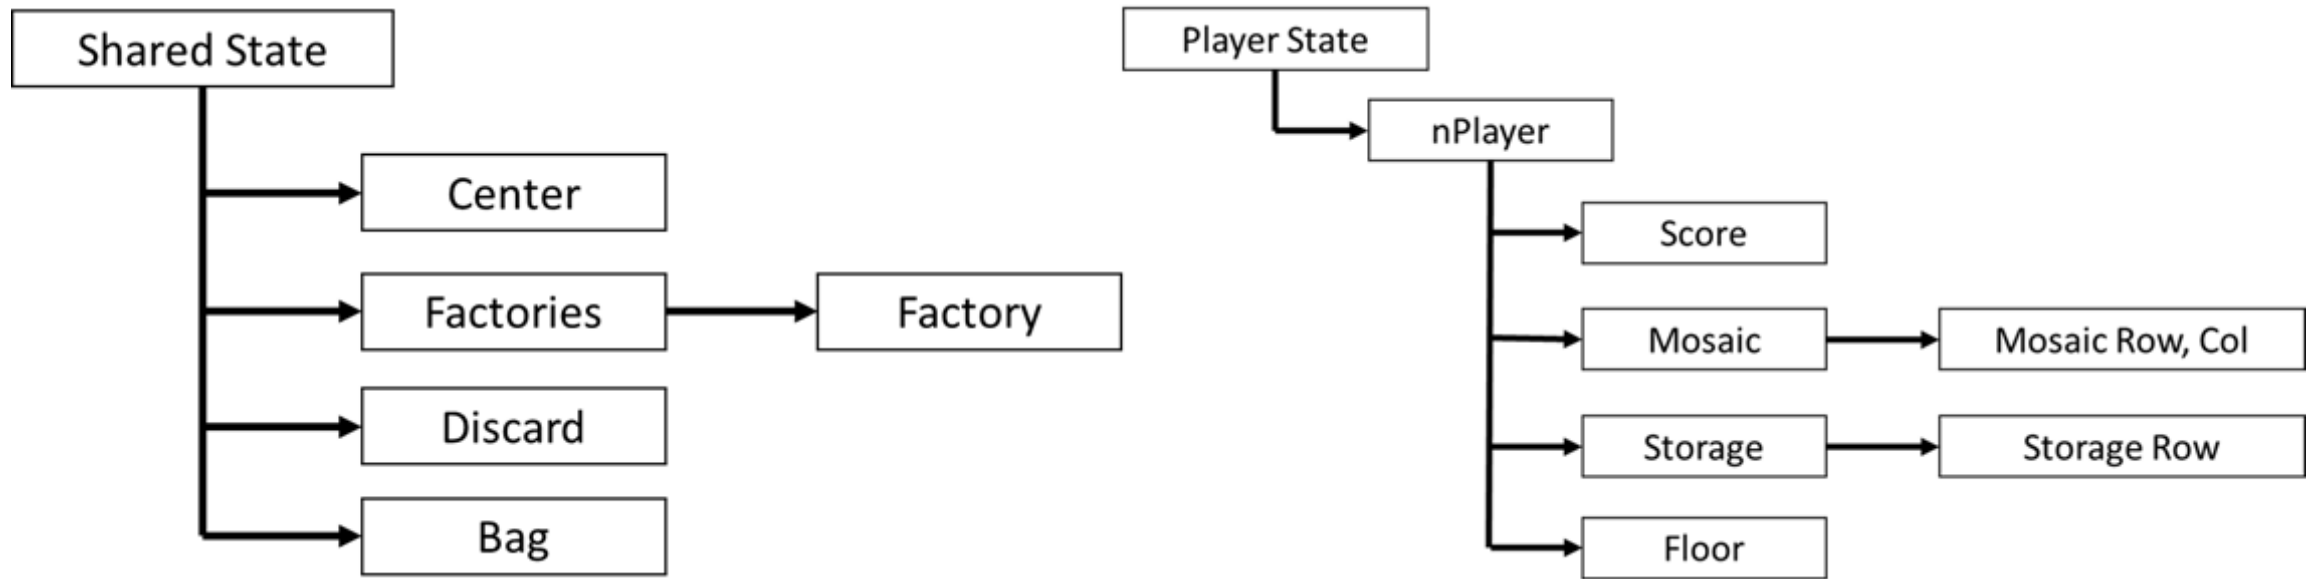 Shared State
Center
Factories
Factory
Discard
Bag
Player State
nPlayer
Score
Mosaic
Mosaic Row, Col
Storage
Storage Row
Floor